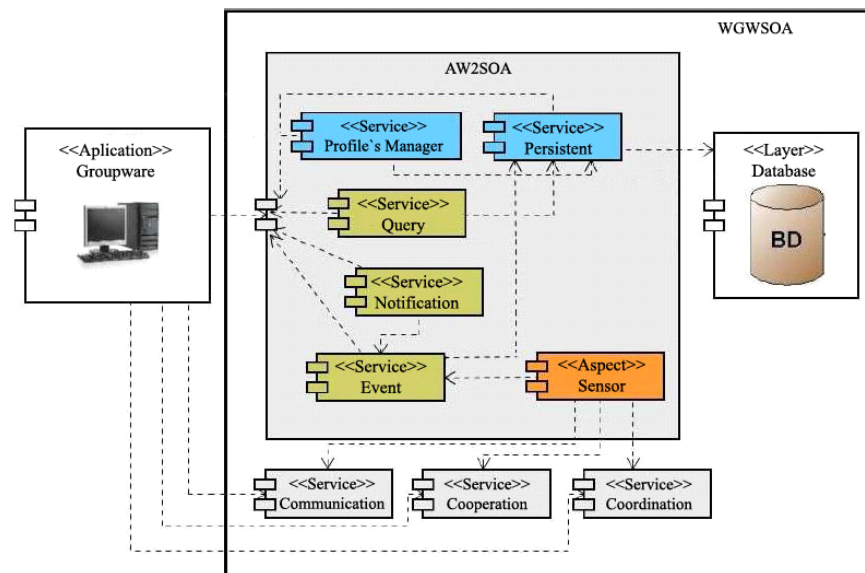 WGWSOA
AW2SOA
<<Aplication>>
Groupware
<<Service>>
Profile`s Manager
<<Service>>
Persistent
<<Layer>>
Database
BD
<<Service>>
Query
<<Service>>
Notification
<<Service>>
Event
<<Aspect>>
Sensor
<<Service>>
Communication
<<Service>>
Cooperation
<<Service>>
Coordination